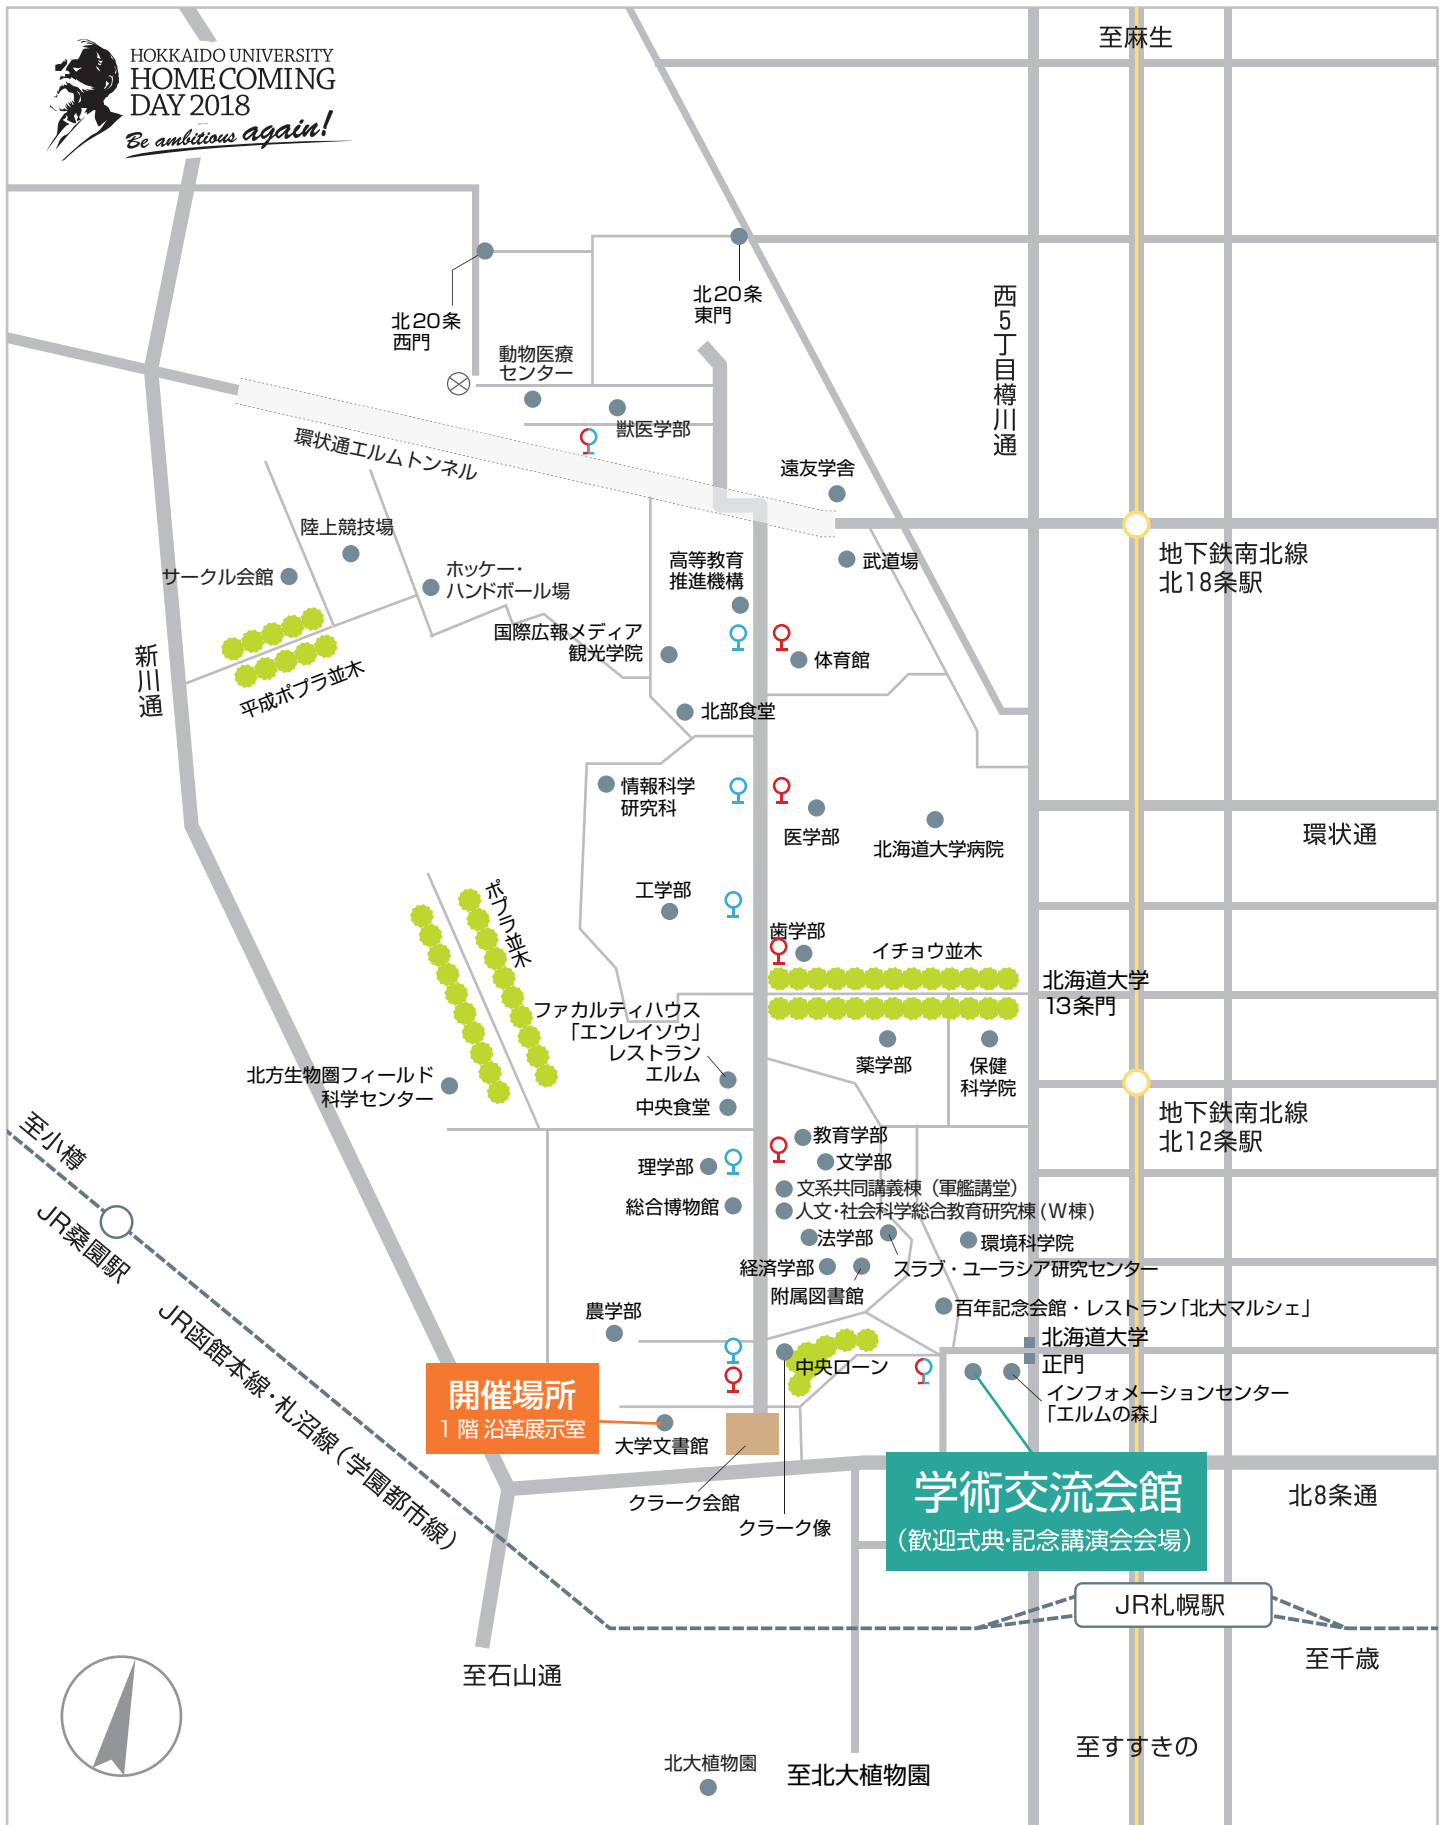 至麻生
HOKKAIDO UNIVERSITY
HOME COMING
DAY 2018
Be ambitious again!
北20条
東門
西5丁目樽川通
北20条
西門
動物医療
センター
獣医学部
環状通エルムトンネル
遠友学舎
陸上競技場
地下鉄南北線
北18条駅
高等教育
推進機構
武道場
サークル会館
ホッケー・
ハンドボール場
国際広報メディア
観光学院
体育館
新川通
平成ポプラ並木
北部食堂
情報科学
研究科
医学部
北海道大学病院
環状通
工学部
ポプラ並木
歯学部
イチョウ並木
北海道大学
13条門
ファカルティハウス
「エンレイソウ」
レストラン
エルム
薬学部
保健
科学院
北方生物圏フィールド
科学センター
中央食堂
地下鉄南北線
北12条駅
至小樽
教育学部
文学部
理学部
文系共同講義棟（軍艦講堂）
総合博物館
人文・社会科学総合教育研究棟(W棟)
JR桑園駅
法学部
環境科学院
経済学部
スラブ・ユーラシア研究センター
附属図書館
農学部
百年記念会館・レストラン「北大マルシェ」
JR函館本線・札沼線（学園都市線）
北海道大学
正門
中央ローン
開催場所
1階 沿革展示室
インフォメーションセンター
「エルムの森」
大学文書館
学術交流会館
（歓迎式典・記念講演会会場）
クラーク会館
クラーク像
北8条通
JR札幌駅
至石山通
至千歳
至すすきの
北大植物園
至北大植物園